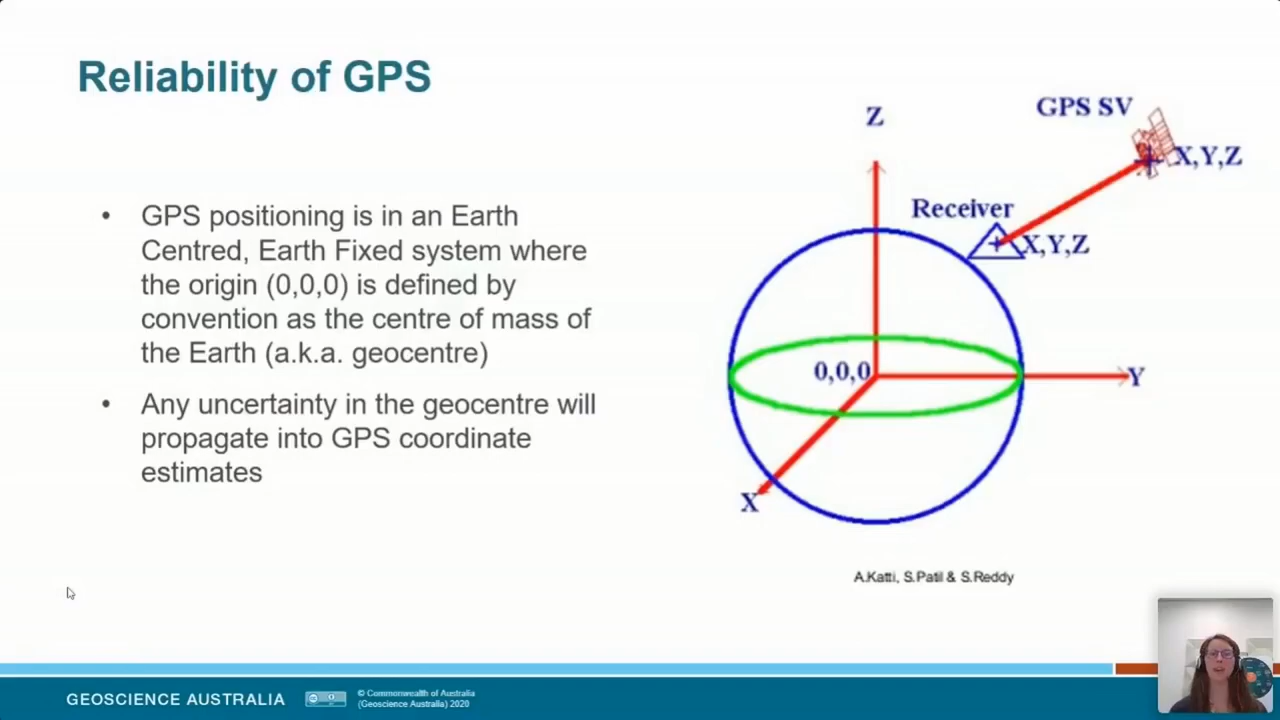 Reliability of GPS
• GPS positioning is in an Earth
Centred, Earth Fixed system where
the origin (0,0,0) is defined by
convention as the centre of mass of
the Earth (a.k.a. geocentre)
• Any uncertainty in the geocentre will
propagate into GPS coordinate
estimates
Z
GPS SV
X,Y,Z
Receiver
X,Y,Z
0,0,0
Y
X
A.Katti, S.Patil & S.Reddy
GEOSCIENCE AUSTRALIA
© Commonwealth of Australia
(Geoscience Australia) 2020